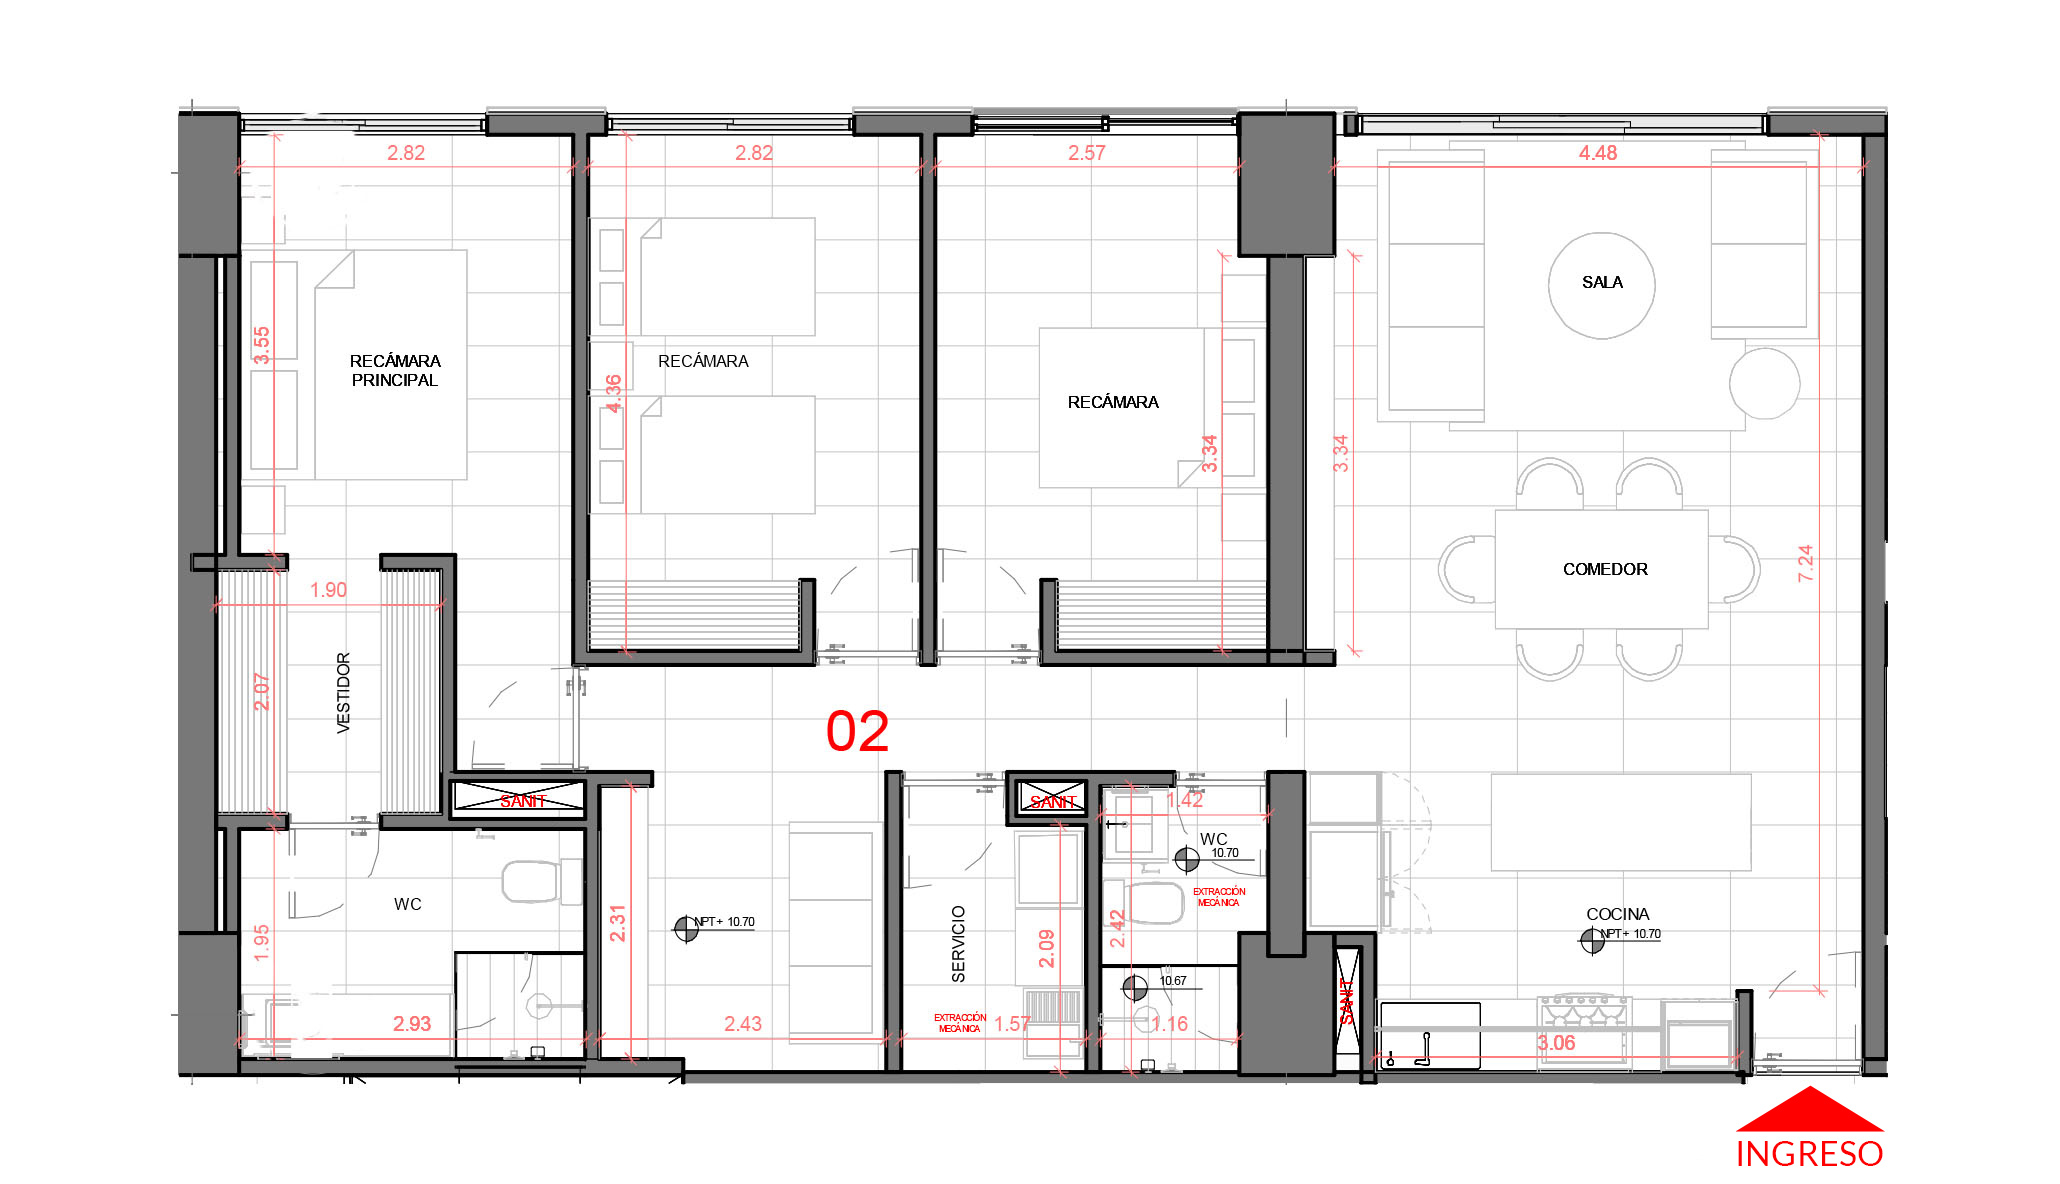 2.82
2.82
2.57
4.48
SALA
3.55
RECÁMARA
PRINCIPAL
RECÁMARA
4.36
RECÁMARA
3.34
3.34
7.24
COMEDOR
1.90
VESTIDOR
2.07
02
SANIT
SANIT
1.42
WC
10.70
EXTRACCIÓN
MECÁNICA
WC
1.95
2.31
NPT+ 10.70
SERVICIO
2.09
2.42
COCINA
NPT+ 10.70
10.67
SANIT
2.93
2.43
EXTRACCIÓN
MECÁNICA
1.57
1.16
3.06
INGRESO